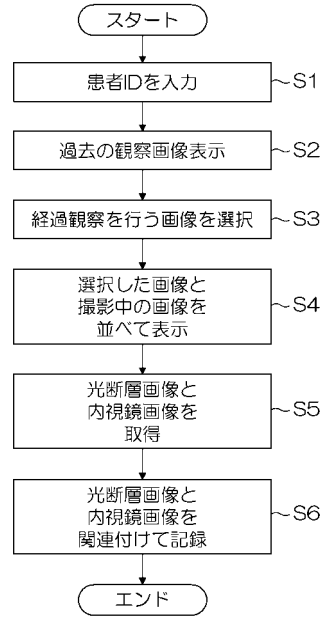 スタート
患者IDを入力
S1
過去の観察画像表示
S2
経過観察を行う画像を選択
S3
選択した画像と
撮影中の画像を
並べて表示
S4
光断層画像と
内視鏡画像を
取得
S5
光断層画像と
内視鏡画像を
関連付けて記録
S6
エンド